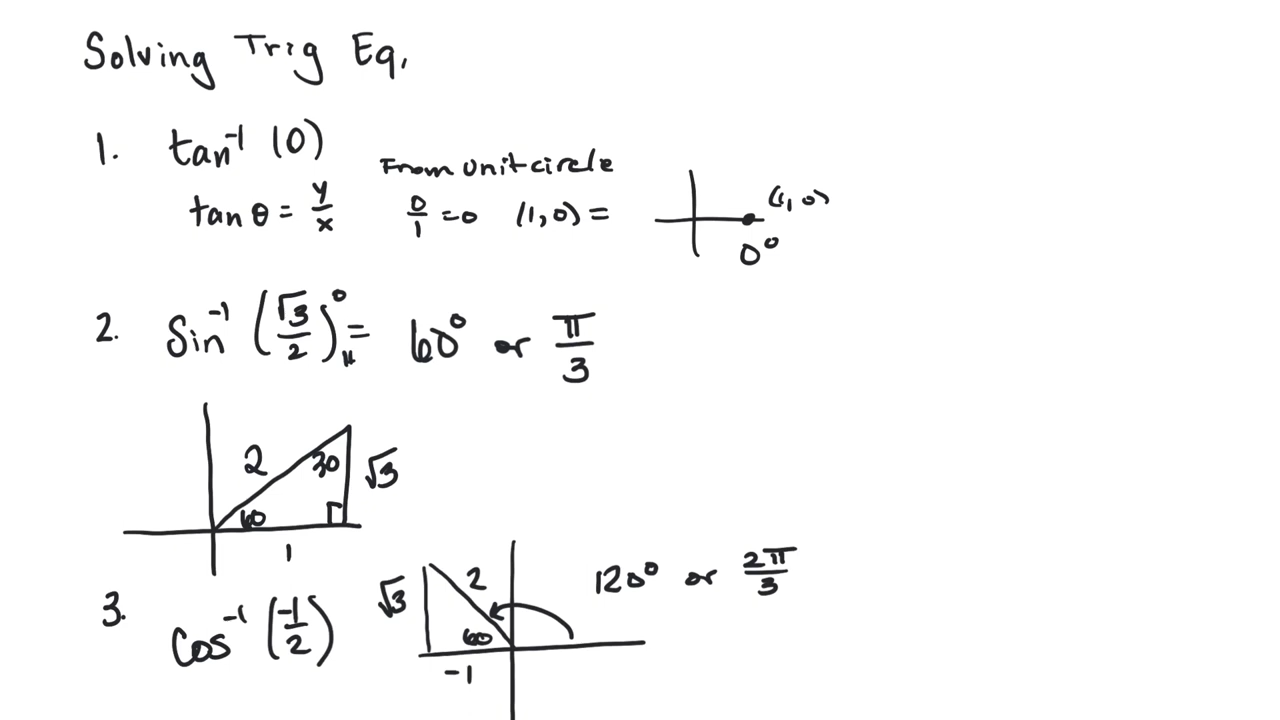 Solving Trig Eq.
1. tan⁻¹ (0)
From unit circle
tan θ = y/x 0/1 = 0 (1,0) = (1,0)
0°
2. Sin⁻¹ (√3/2) = 60° or π/3
2 30 √3
60
1
3. cos⁻¹ (-1/2) √3 2 120° or 2π/3
60
-1